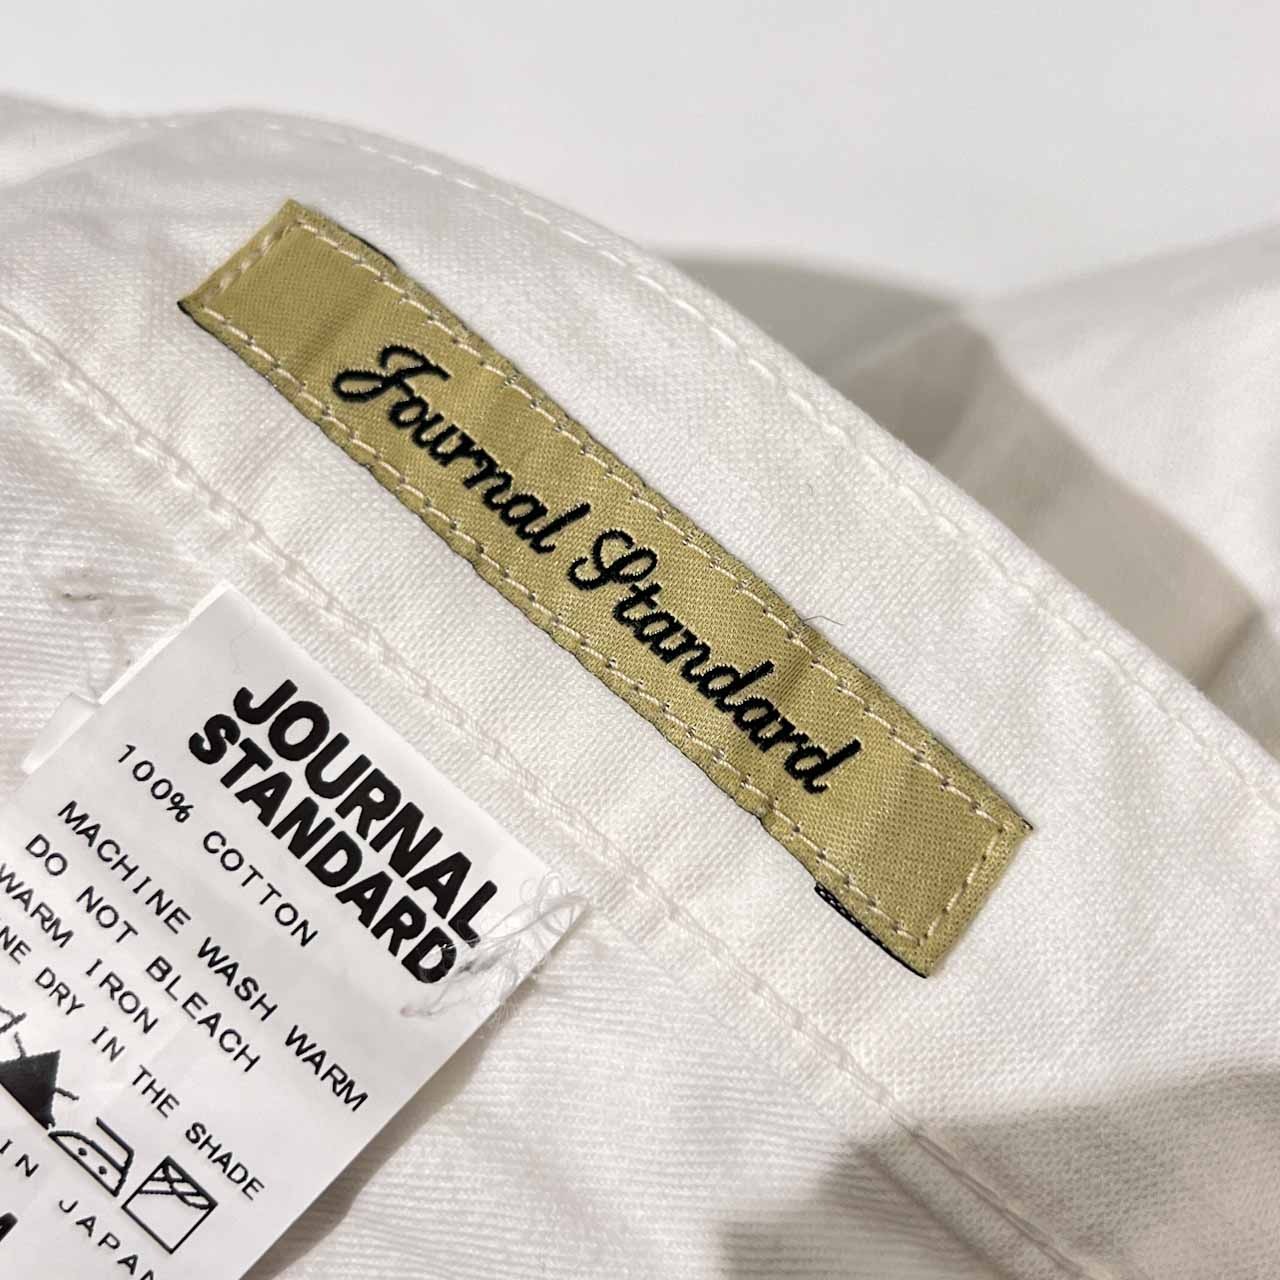 Journal Standard
JOURNAL
STANDARD
100% COTTON
MACHINE WASH WARM
DO NOT BLEACH
WARM IRON
DRY IN THE SHADE
IN JAPAN